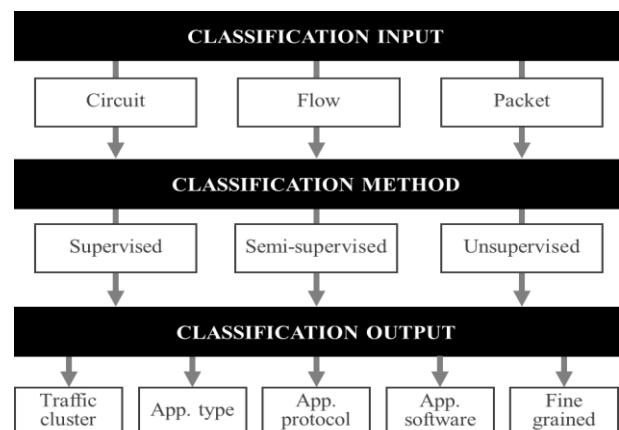 CLASSIFICATION INPUT
Circuit
Flow
Packet
CLASSIFICATION METHOD
Supervised
Semi-supervised
Unsupervised
CLASSIFICATION OUTPUT
Traffic
cluster
App. type
App.
protocol
App.
software
Fine
grained